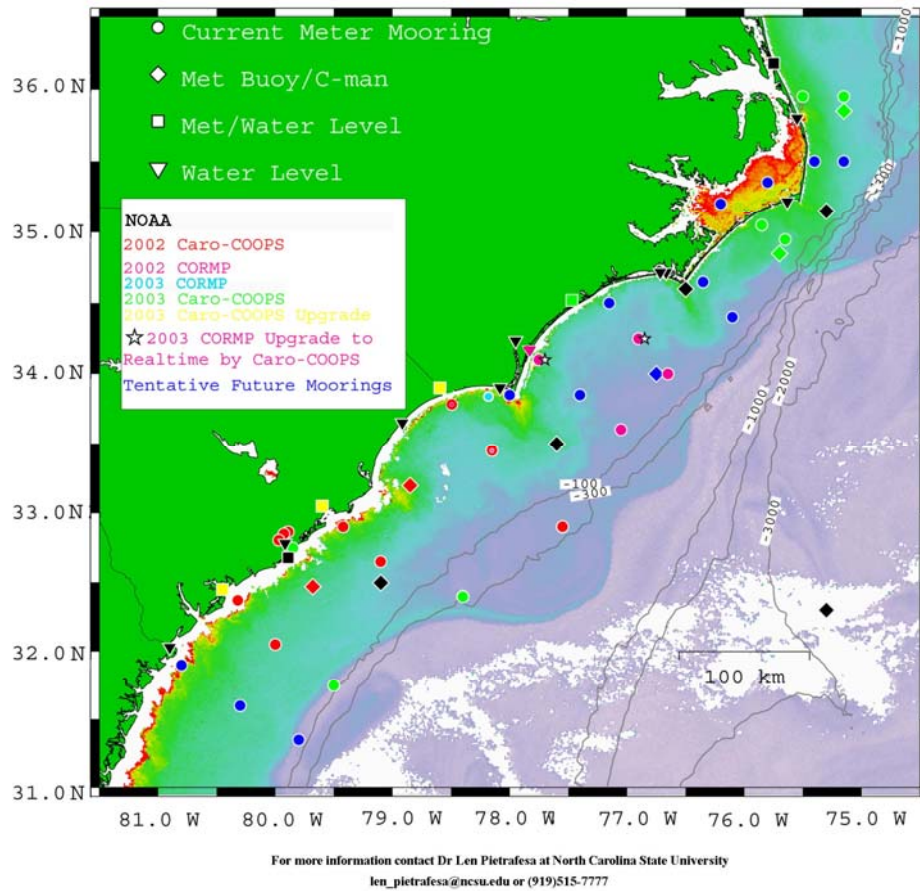 Current Meter Mooring
Met Buoy/C-man
Met/Water Level
Water Level
NOAA
2002 Caro-COOPS
2002 CORMP
2003 CORMP
2003 Caro-COOPS
2003 Caro-COOPS Upgrade
☆ 2003 CORMP Upgrade to
Realtime by Caro-COOPS
Tentative Future Moorings
36.0N
35.0N
34.0N
33.0N
32.0N
31.0N
-1000
-100
-300
-1000
-2000
-3000
100 km
81.0 W 80.0 W 79.0 W 78.0 W 77.0 W 76.0 W 75.0 W
For more information contact Dr Len Pietrafesa at North Carolina State University
len_pietrafesa@ncsu.edu or (919)515-7777